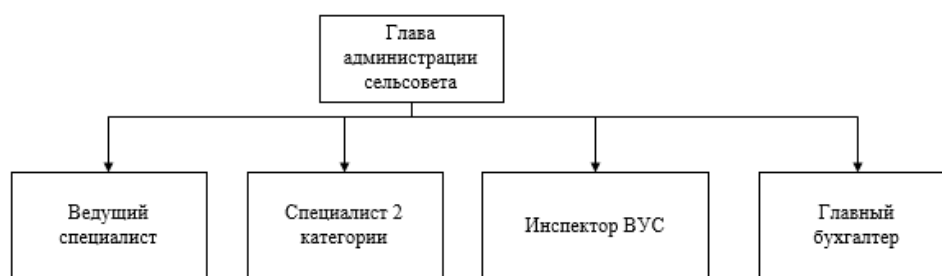 Глава
администрации
сельсовета
Ведущий
специалист
Специалист 2
категории
Инспектор ВУС
Главный
бухгалтер